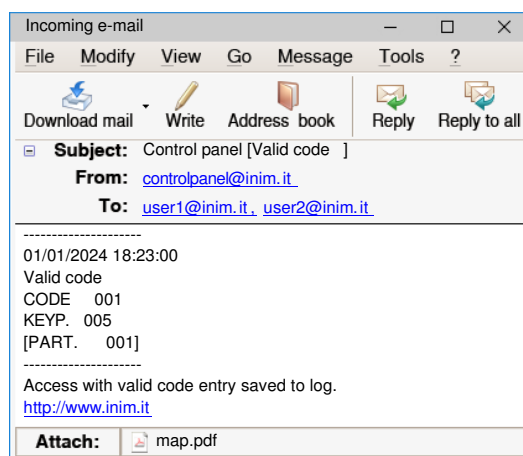 Incoming e-mail
File Modify View Go Message Tools ?
Download mail Write Address book Reply Reply to all
Subject: Control panel [Valid code ]
From: controlpanel@inim.it
To: user1@inim.it, user2@inim.it
---------------------
01/01/2024 18:23:00
Valid code
CODE 001
KEYP. 005
[PART. 001]
---------------------
Access with valid code entry saved to log.
http://www.inim.it
Attach: map.pdf